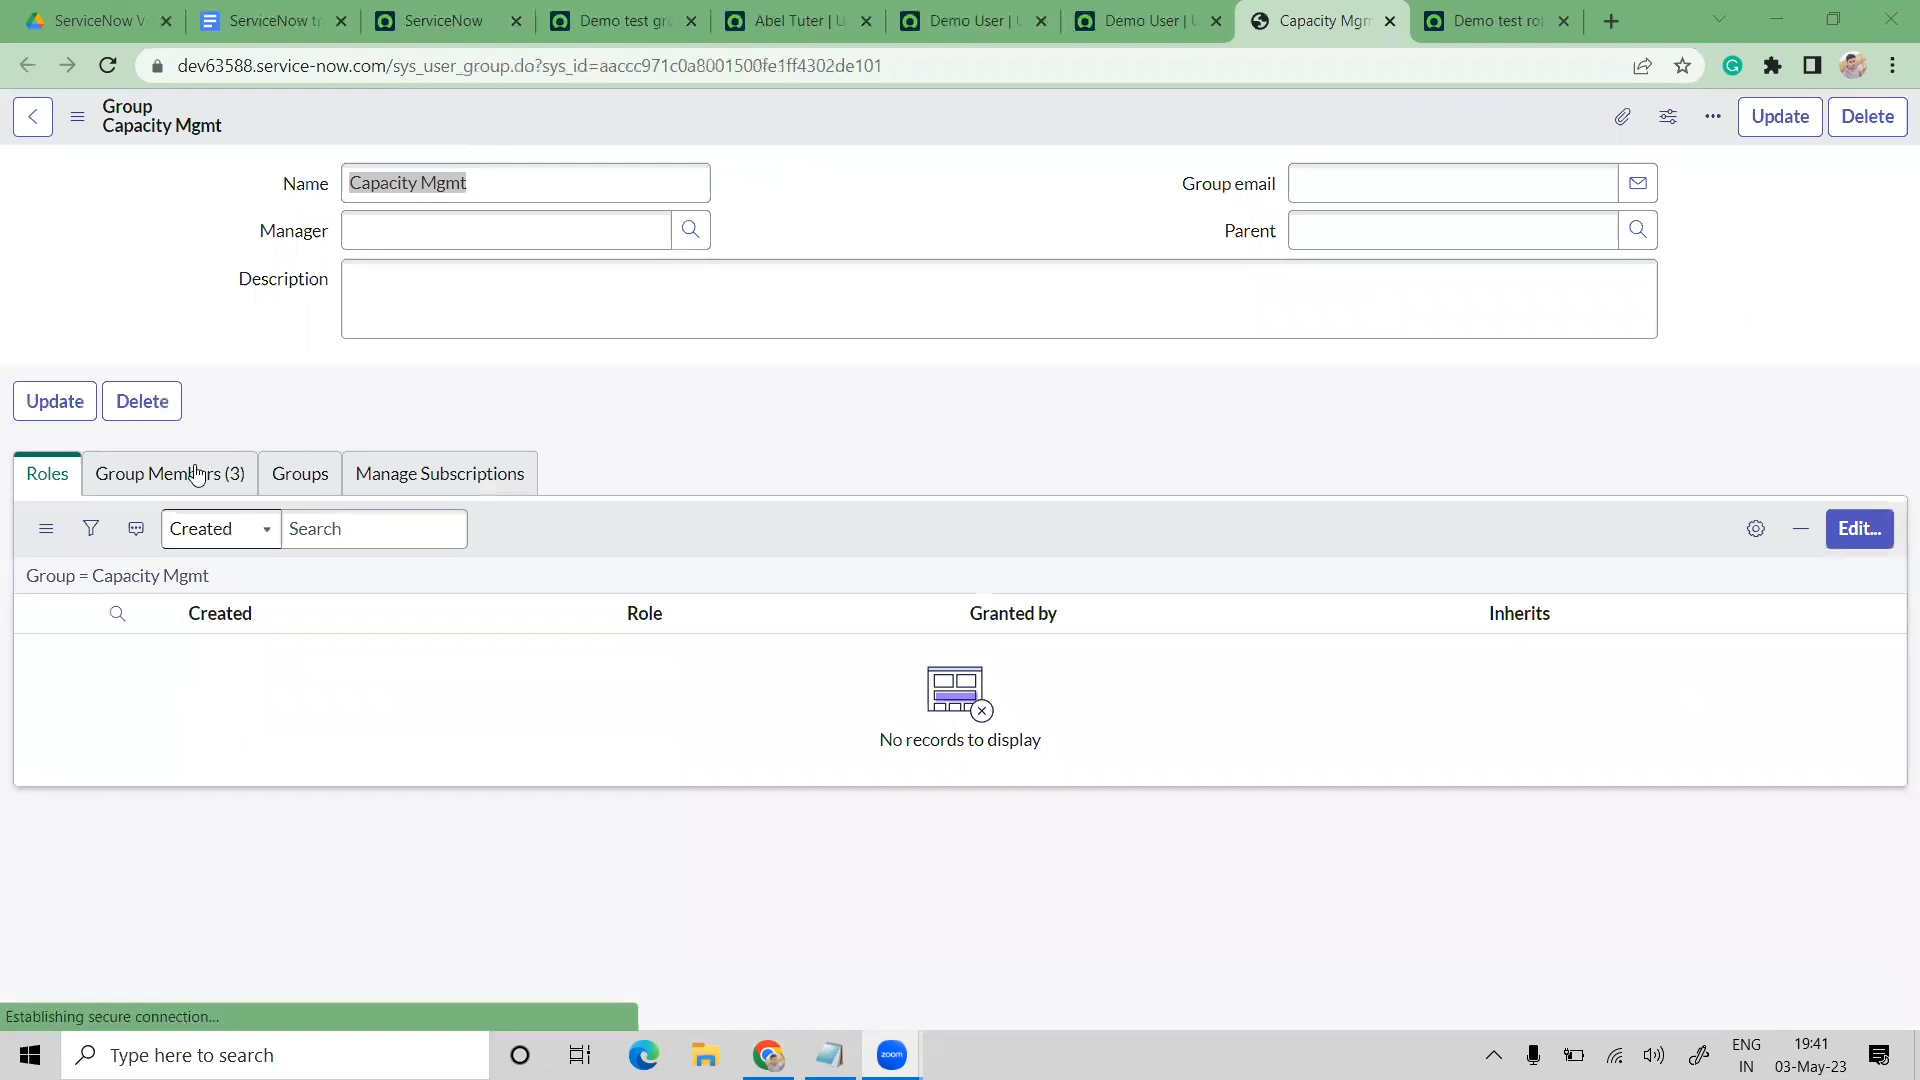 ServiceNow V
ServiceNow t
ServiceNow
Demo test gr
Abel Tuter | U
Demo User | U
Demo User | U
Capacity Mgm
Demo test rol
dev63588.service-now.com/sys_user_group.do?sys_id=aaccc971c0a8001500fe1ff4302de101
Group
Capacity Mgmt
Update
Delete
Name
Capacity Mgmt
Group email
Manager
Parent
Description
Update
Delete
Roles
Group Members (3)
Groups
Manage Subscriptions
Created
Search
Edit...
Group = Capacity Mgmt
Created
Role
Granted by
Inherits
No records to display
Establishing secure connection...
Type here to search
zoom
ENG
IN
19:41
03-May-23